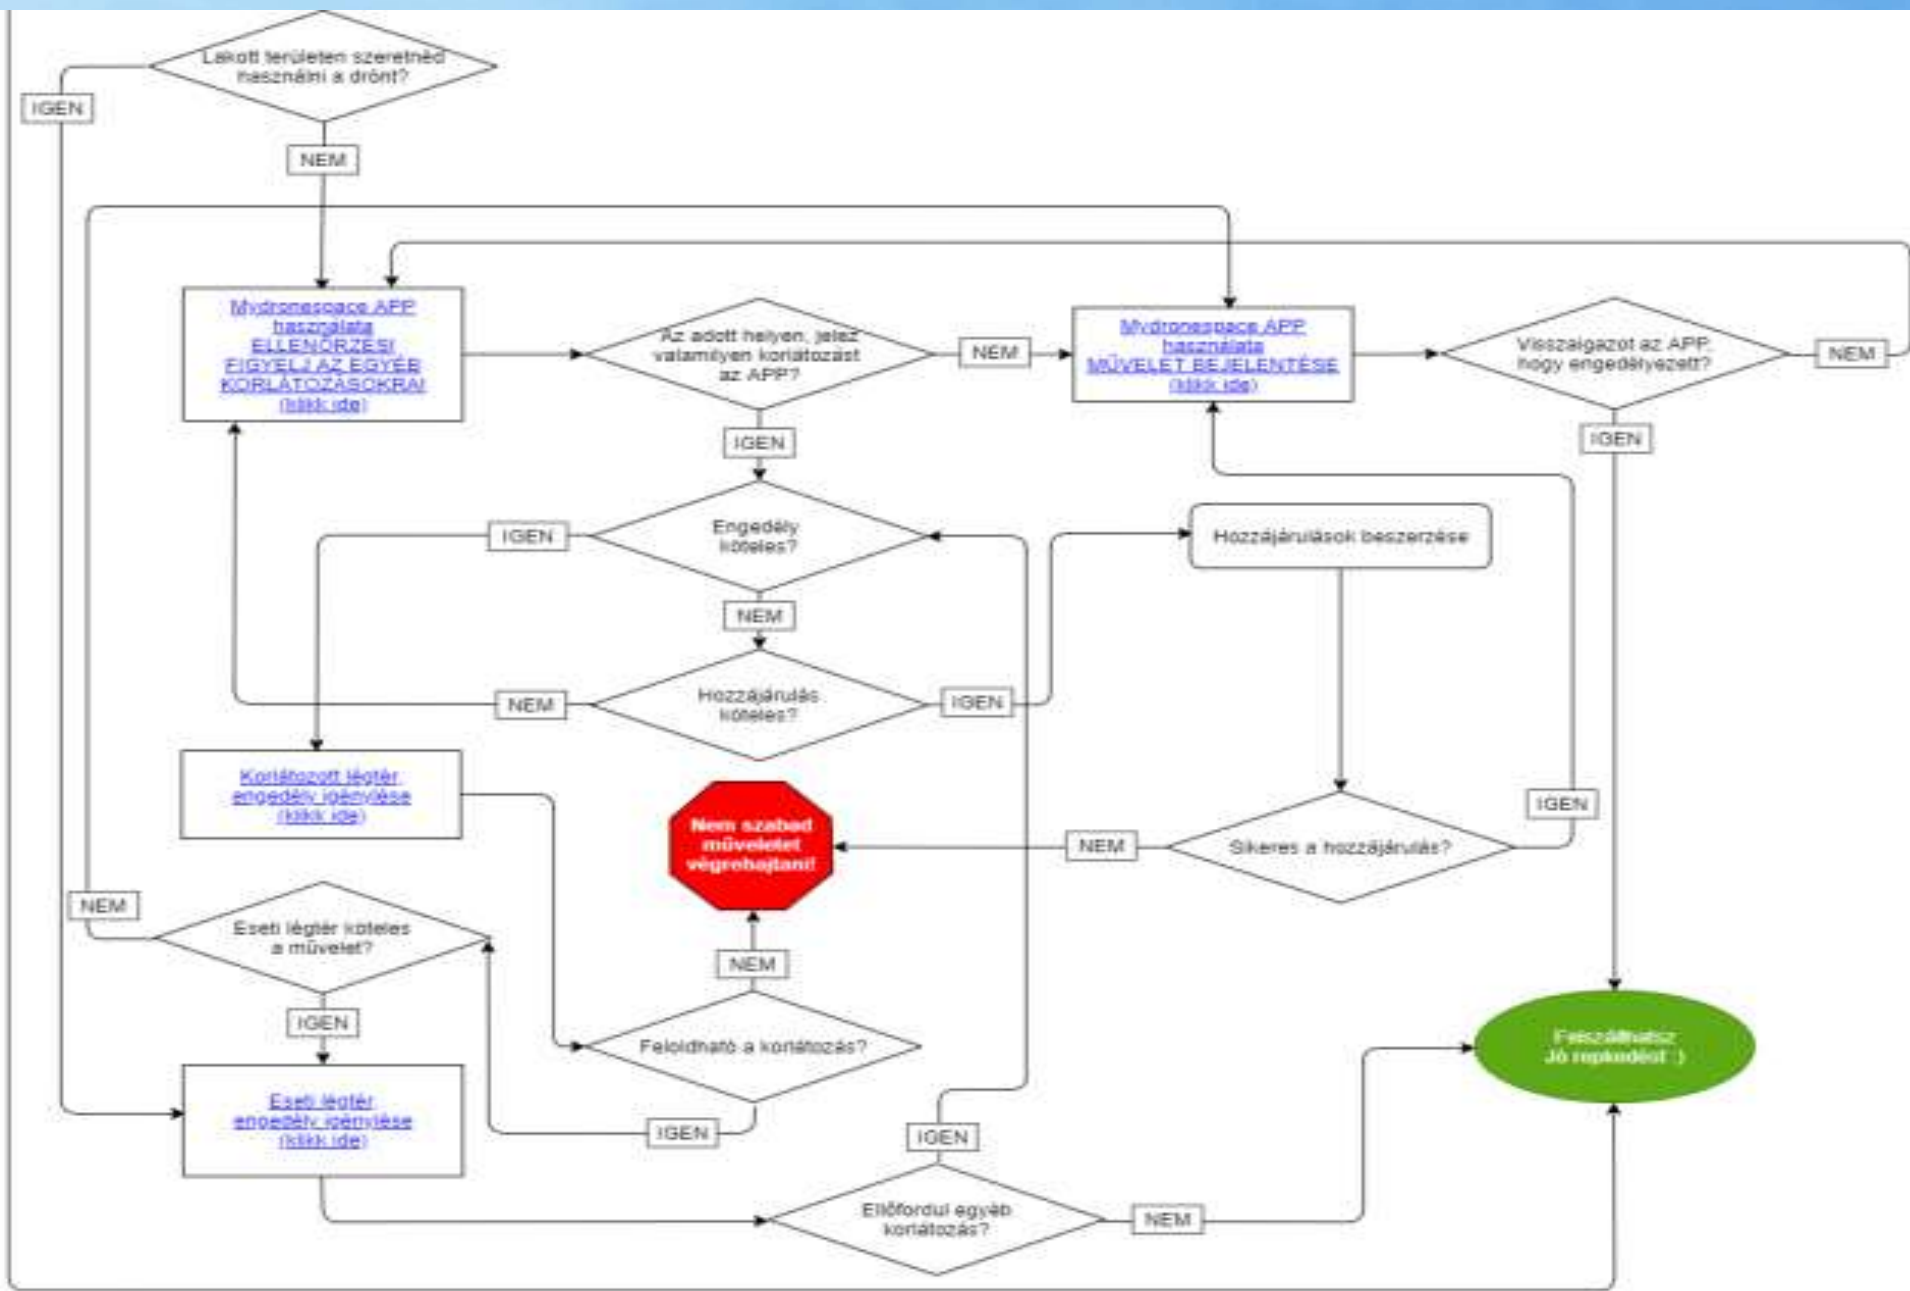 Lakott területen szeretnéd
használni a drónt?
IGEN
NEM
Mydronespace APP
használata
ELLENŐRZÉS!
FIGYELJ AZ EGYÉB
KORLÁTOZÁSOKRA!
(klikk ide)
Az adott helyen, jelez
valamilyen korlátozást
az APP?
NEM
Mydronespace APP
használata
MŰVELET BEJELENTÉSE
(klikk ide)
Visszaigazot az APP,
hogy engedélyezett?
NEM
IGEN
IGEN
IGEN
Engedély
köteles?
Hozzájárulások beszerzése
NEM
NEM
Hozzájárulás
köteles?
IGEN
Korlátozott légtér
engedély igénylése
(klikk ide)
Nem szabad
műveletet
végrehajtani!
NEM
Sikeres a hozzájárulás?
IGEN
NEM
Eseti légtér köteles
a művelet?
NEM
IGEN
Feloldható a korlátozás?
Felszállhatsz
Jó repkedést :)
Eseti légtér
engedély igénylése
(klikk ide)
IGEN
IGEN
Ellőfordul egyéb
korlátozás?
NEM